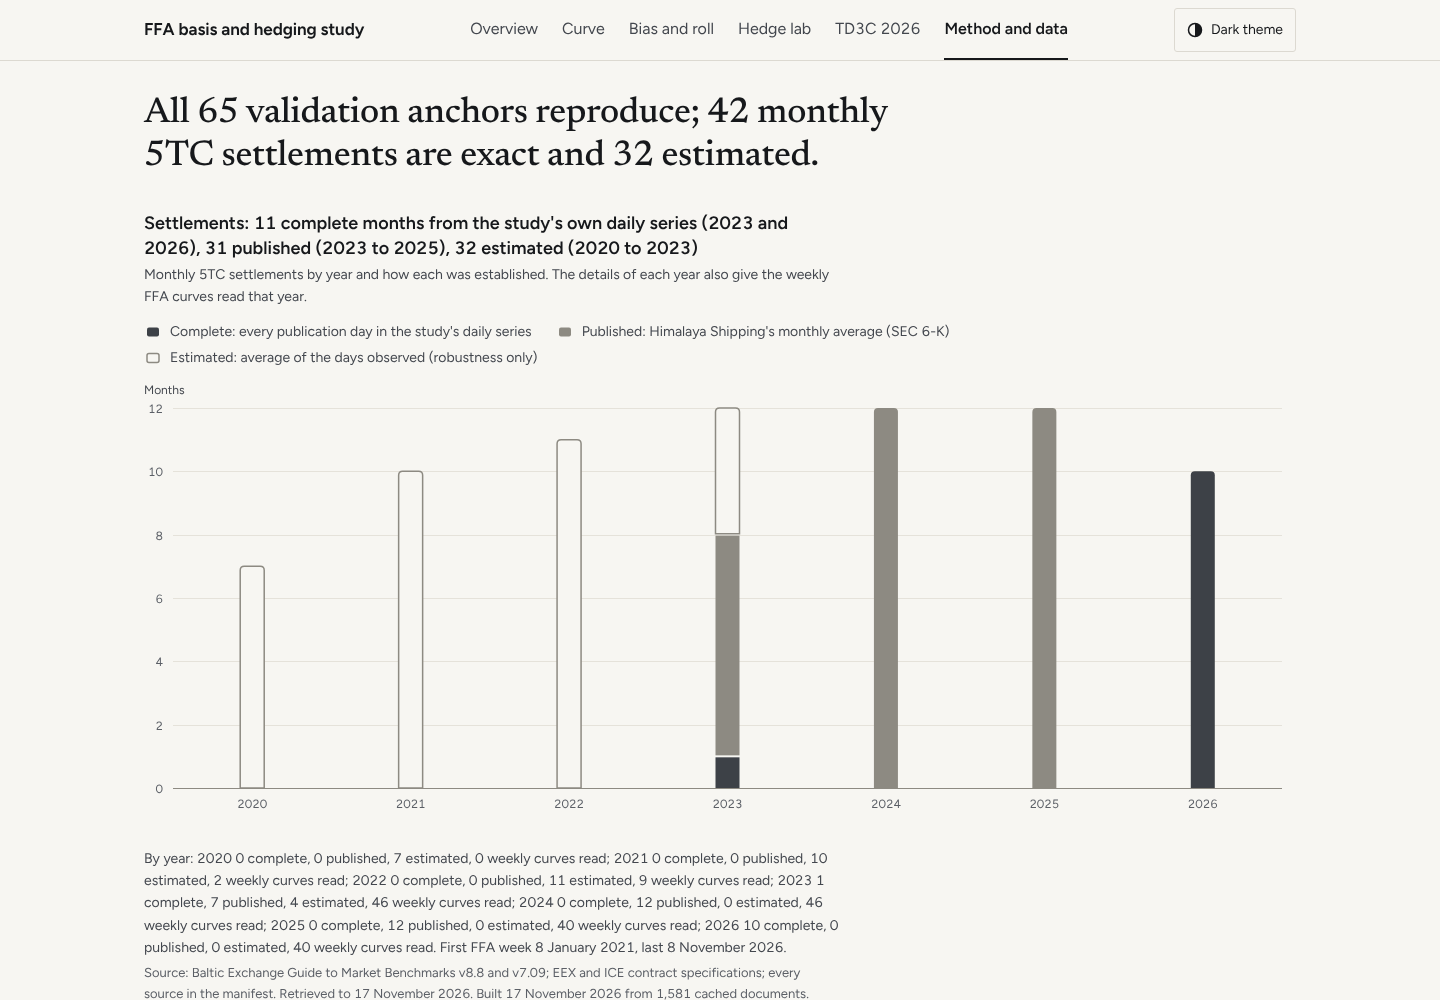 FFA basis and hedging study
Overview
Curve
Bias and roll
Hedge lab
TD3C 2026
Method and data
Dark theme
All 65 validation anchors reproduce; 42 monthly
5TC settlements are exact and 32 estimated.
Settlements: 11 complete months from the study's own daily series (2023 and
2026), 31 published (2023 to 2025), 32 estimated (2020 to 2023)
Monthly 5TC settlements by year and how each was established. The details of each year also give the weekly
FFA curves read that year.
Complete: every publication day in the study's daily series
Published: Himalaya Shipping's monthly average (SEC 6-K)
Estimated: average of the days observed (robustness only)
Months
12
10
8
6
4
2
0
2020
2021
2022
2023
2024
2025
2026
By year: 2020 0 complete, 0 published, 7 estimated, 0 weekly curves read; 2021 0 complete, 0 published, 10
estimated, 2 weekly curves read; 2022 0 complete, 0 published, 11 estimated, 9 weekly curves read; 2023 1
complete, 7 published, 4 estimated, 46 weekly curves read; 2024 0 complete, 12 published, 0 estimated, 46
weekly curves read; 2025 0 complete, 12 published, 0 estimated, 40 weekly curves read; 2026 10 complete, 0
published, 0 estimated, 40 weekly curves read. First FFA week 8 January 2021, last 8 November 2026.
Source: Baltic Exchange Guide to Market Benchmarks v8.8 and v7.09; EEX and ICE contract specifications; every
source in the manifest. Retrieved to 17 November 2026. Built 17 November 2026 from 1,581 cached documents.